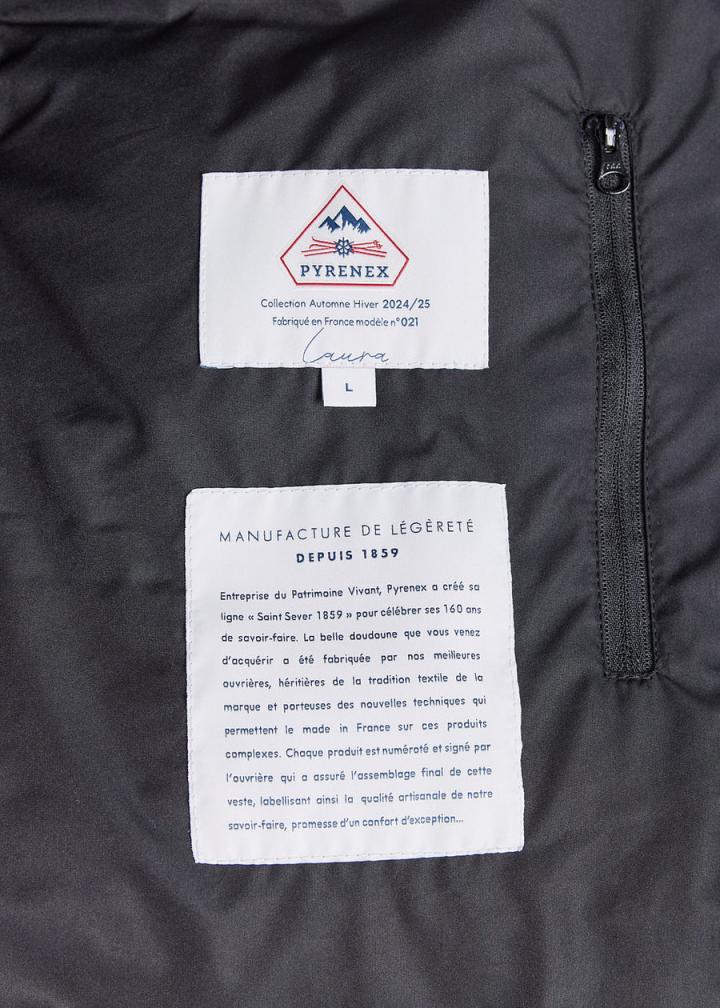 PYRENEX
Collection Automne Hiver 2024/25
Fabriqué en France modèle n°021
Laura
L
MANUFACTURE DE LÉGÈRETÉ
DEPUIS 1859
Entreprise du Patrimoine Vivant, Pyrenex a créé sa
ligne « Saint Sever 1859 » pour célébrer ses 160 ans
de savoir-faire. La belle doudoune que vous venez
d'acquérir a été fabriquée par nos meilleures
ouvrières, héritières de la tradition textile de la
marque et porteuses des nouvelles techniques qui
permettent le made in France sur ces produits
complexes. Chaque produit est numéroté et signé par
l'ouvrière qui a assuré l'assemblage final de cette
veste, labellisant ainsi la qualité artisanale de notre
savoir-faire, promesse d'un confort d'exception...